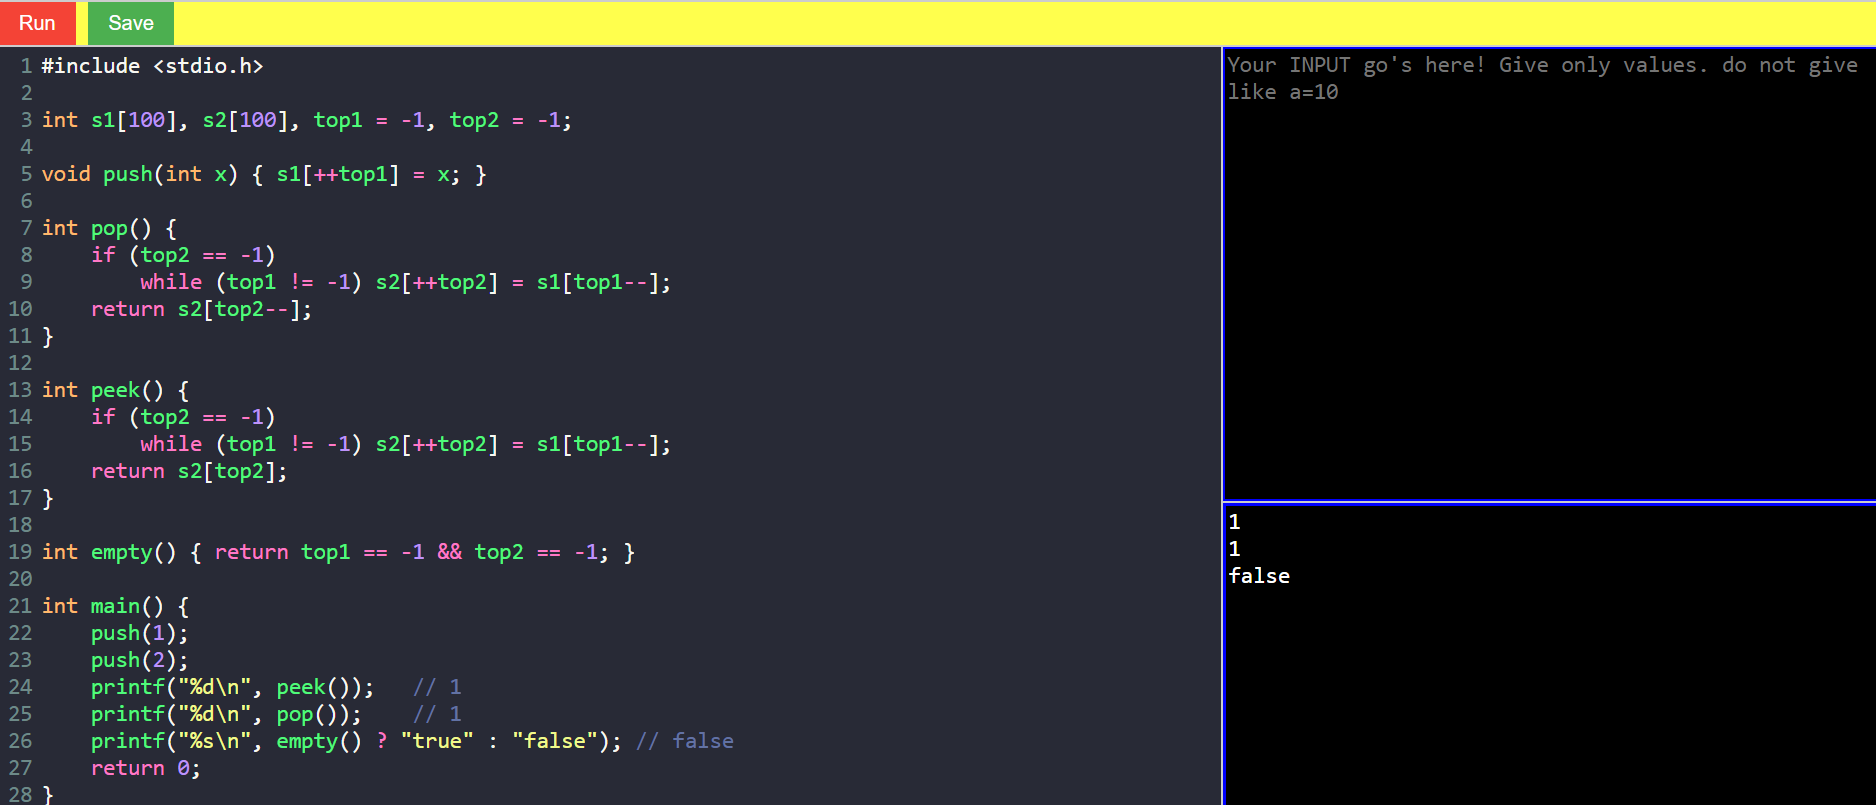 Run Save
1 #include <stdio.h>
2
3 int s1[100], s2[100], top1 = -1, top2 = -1;
4
5 void push(int x) { s1[++top1] = x; }
6
7 int pop() {
8     if (top2 == -1)
9         while (top1 != -1) s2[++top2] = s1[top1--];
10     return s2[top2--];
11 }
12
13 int peek() {
14     if (top2 == -1)
15         while (top1 != -1) s2[++top2] = s1[top1--];
16     return s2[top2];
17 }
18
19 int empty() { return top1 == -1 && top2 == -1; }
20
21 int main() {
22     push(1);
23     push(2);
24     printf("%d\n", peek());   // 1
25     printf("%d\n", pop());    // 1
26     printf("%s\n", empty() ? "true" : "false"); // false
27     return 0;
28 }
Your INPUT go's here! Give only values. do not give
like a=10
1
1
false